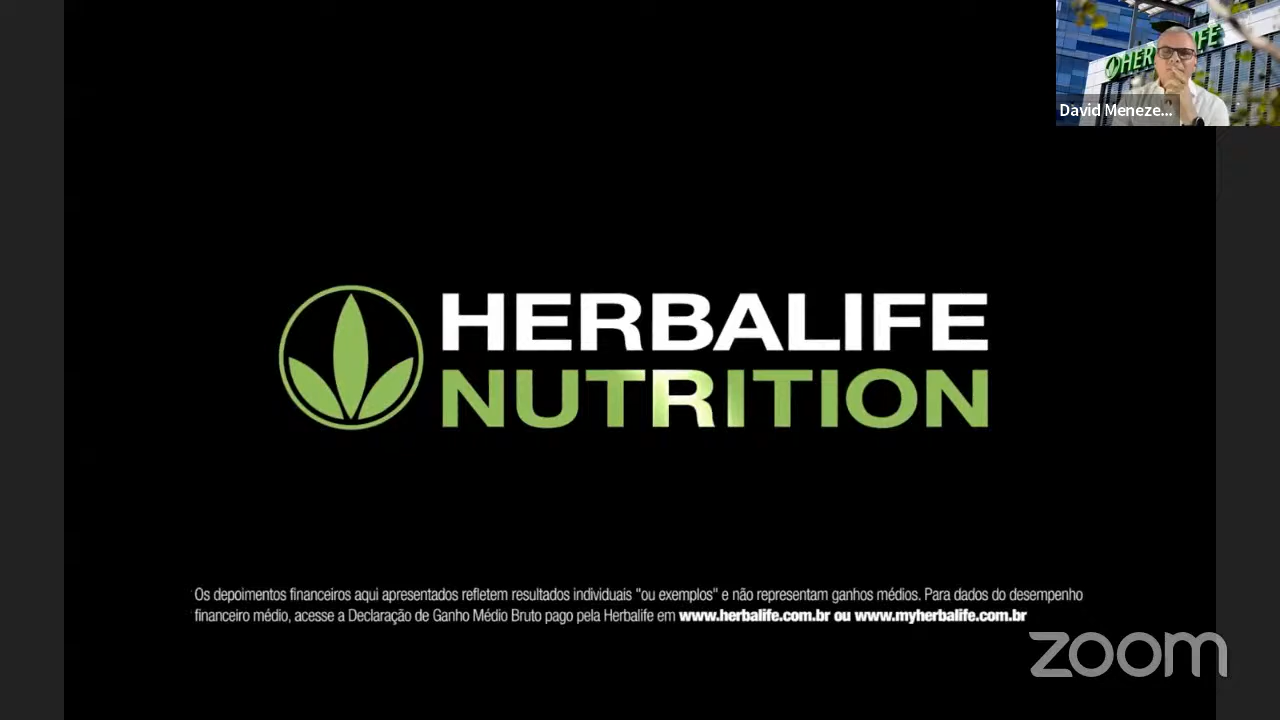 HERBALIFE
David Meneze...
HERBALIFE
NUTRITION
Os depoimentos financeiros aqui apresentados refletem resultados individuais "ou exemplos" e não representam ganhos médios. Para dados do desempenho
financeiro médio, acesse a Declaração de Ganho Médio Bruto pago pela Herbalife em www.herbalife.com.br ou www.myherbalife.com.br
zoom